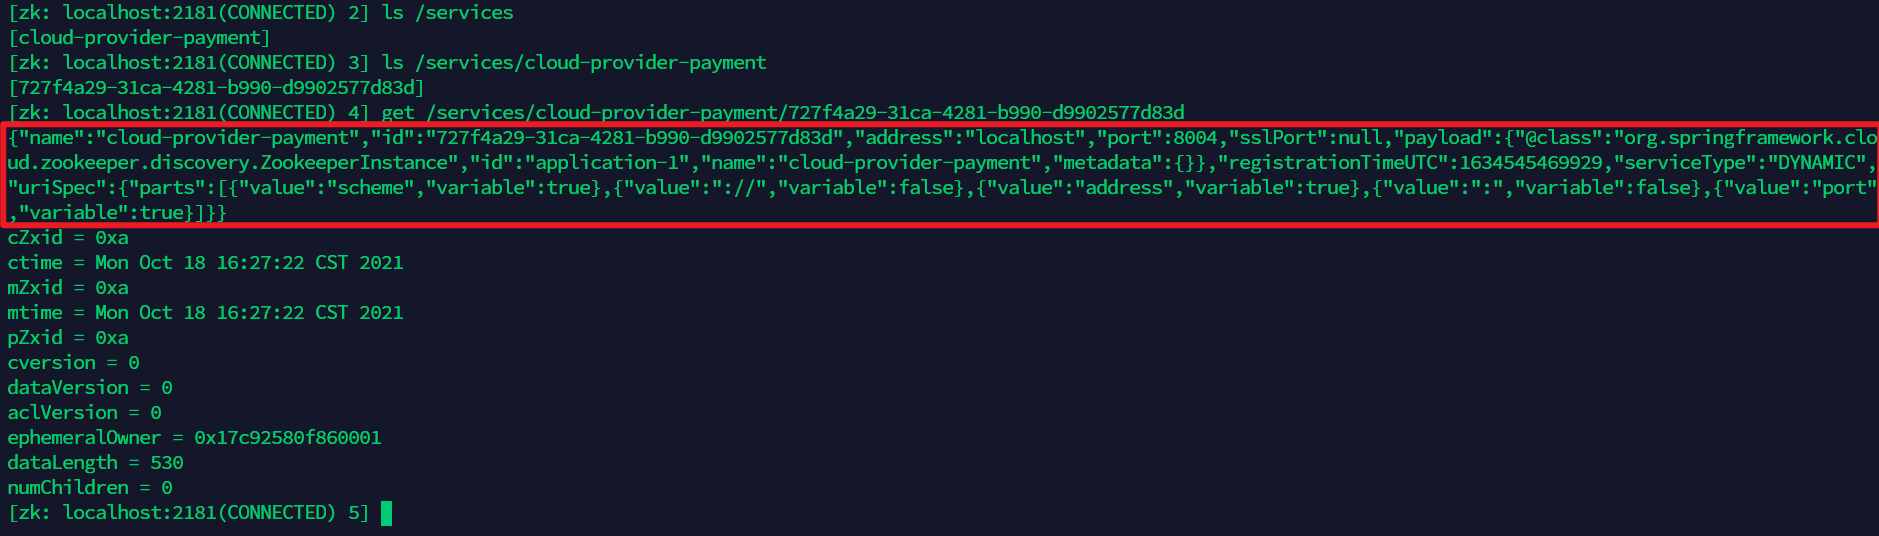 [zk: localhost:2181(CONNECTED) 2] ls /services
[cloud-provider-payment]
[zk: localhost:2181(CONNECTED) 3] ls /services/cloud-provider-payment
[727f4a29-31ca-4281-b990-d9902577d83d]
[zk: localhost:2181(CONNECTED) 4] get /services/cloud-provider-payment/727f4a29-31ca-4281-b990-d9902577d83d
{"name":"cloud-provider-payment","id":"727f4a29-31ca-4281-b990-d9902577d83d","address":"localhost","port":8004,"sslPort":null,"payload":{"@class":"org.springframework.clo
ud.zookeeper.discovery.ZookeeperInstance","id":"application-1","name":"cloud-provider-payment","metadata":{}},"registrationTimeUTC":1634545469929,"serviceType":"DYNAMIC",
"uriSpec":{"parts":[{"value":"scheme","variable":true},{"value":"://","variable":false},{"value":"address","variable":true},{"value":":","variable":false},{"value":"port"
,"variable":true}]}}
cZxid = 0xa
ctime = Mon Oct 18 16:27:22 CST 2021
mZxid = 0xa
mtime = Mon Oct 18 16:27:22 CST 2021
pZxid = 0xa
cversion = 0
dataVersion = 0
aclVersion = 0
ephemeralOwner = 0x17c92580f860001
dataLength = 530
numChildren = 0
[zk: localhost:2181(CONNECTED) 5]